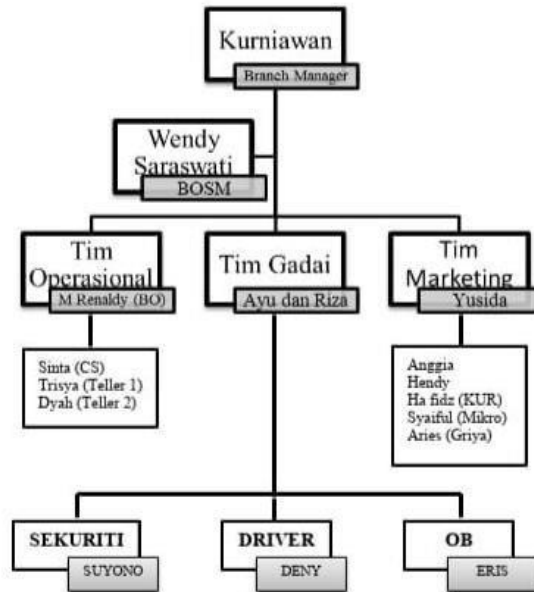 Kurniawan
Branch Manager
Wendy
Saraswati
BOSM
Tim
Operasional
M Renaldy (BO)
Tim Gadai
Ayu dan Riza
Tim
Marketing
Yusida
Sinta (CS)
Trisya (Teller 1)
Dyah (Teller 2)
Anggia
Hendy
Ha fidz (KUR)
Syaiful (Mikro)
Aries (Griya)
SEKURITI
SUYONO
DRIVER
DENY
OB
ERIS